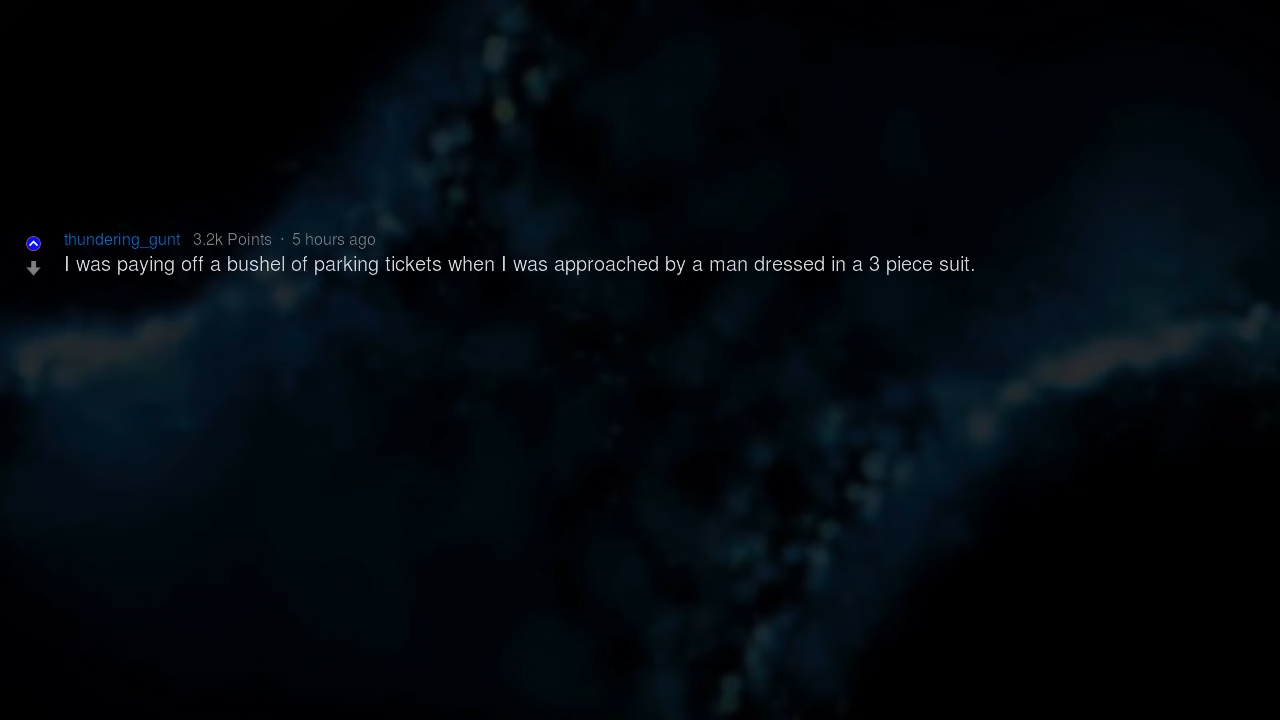 thundering_gunt 3.2k Points · 5 hours ago
I was paying off a bushel of parking tickets when I was approached by a man dressed in a 3 piece suit.